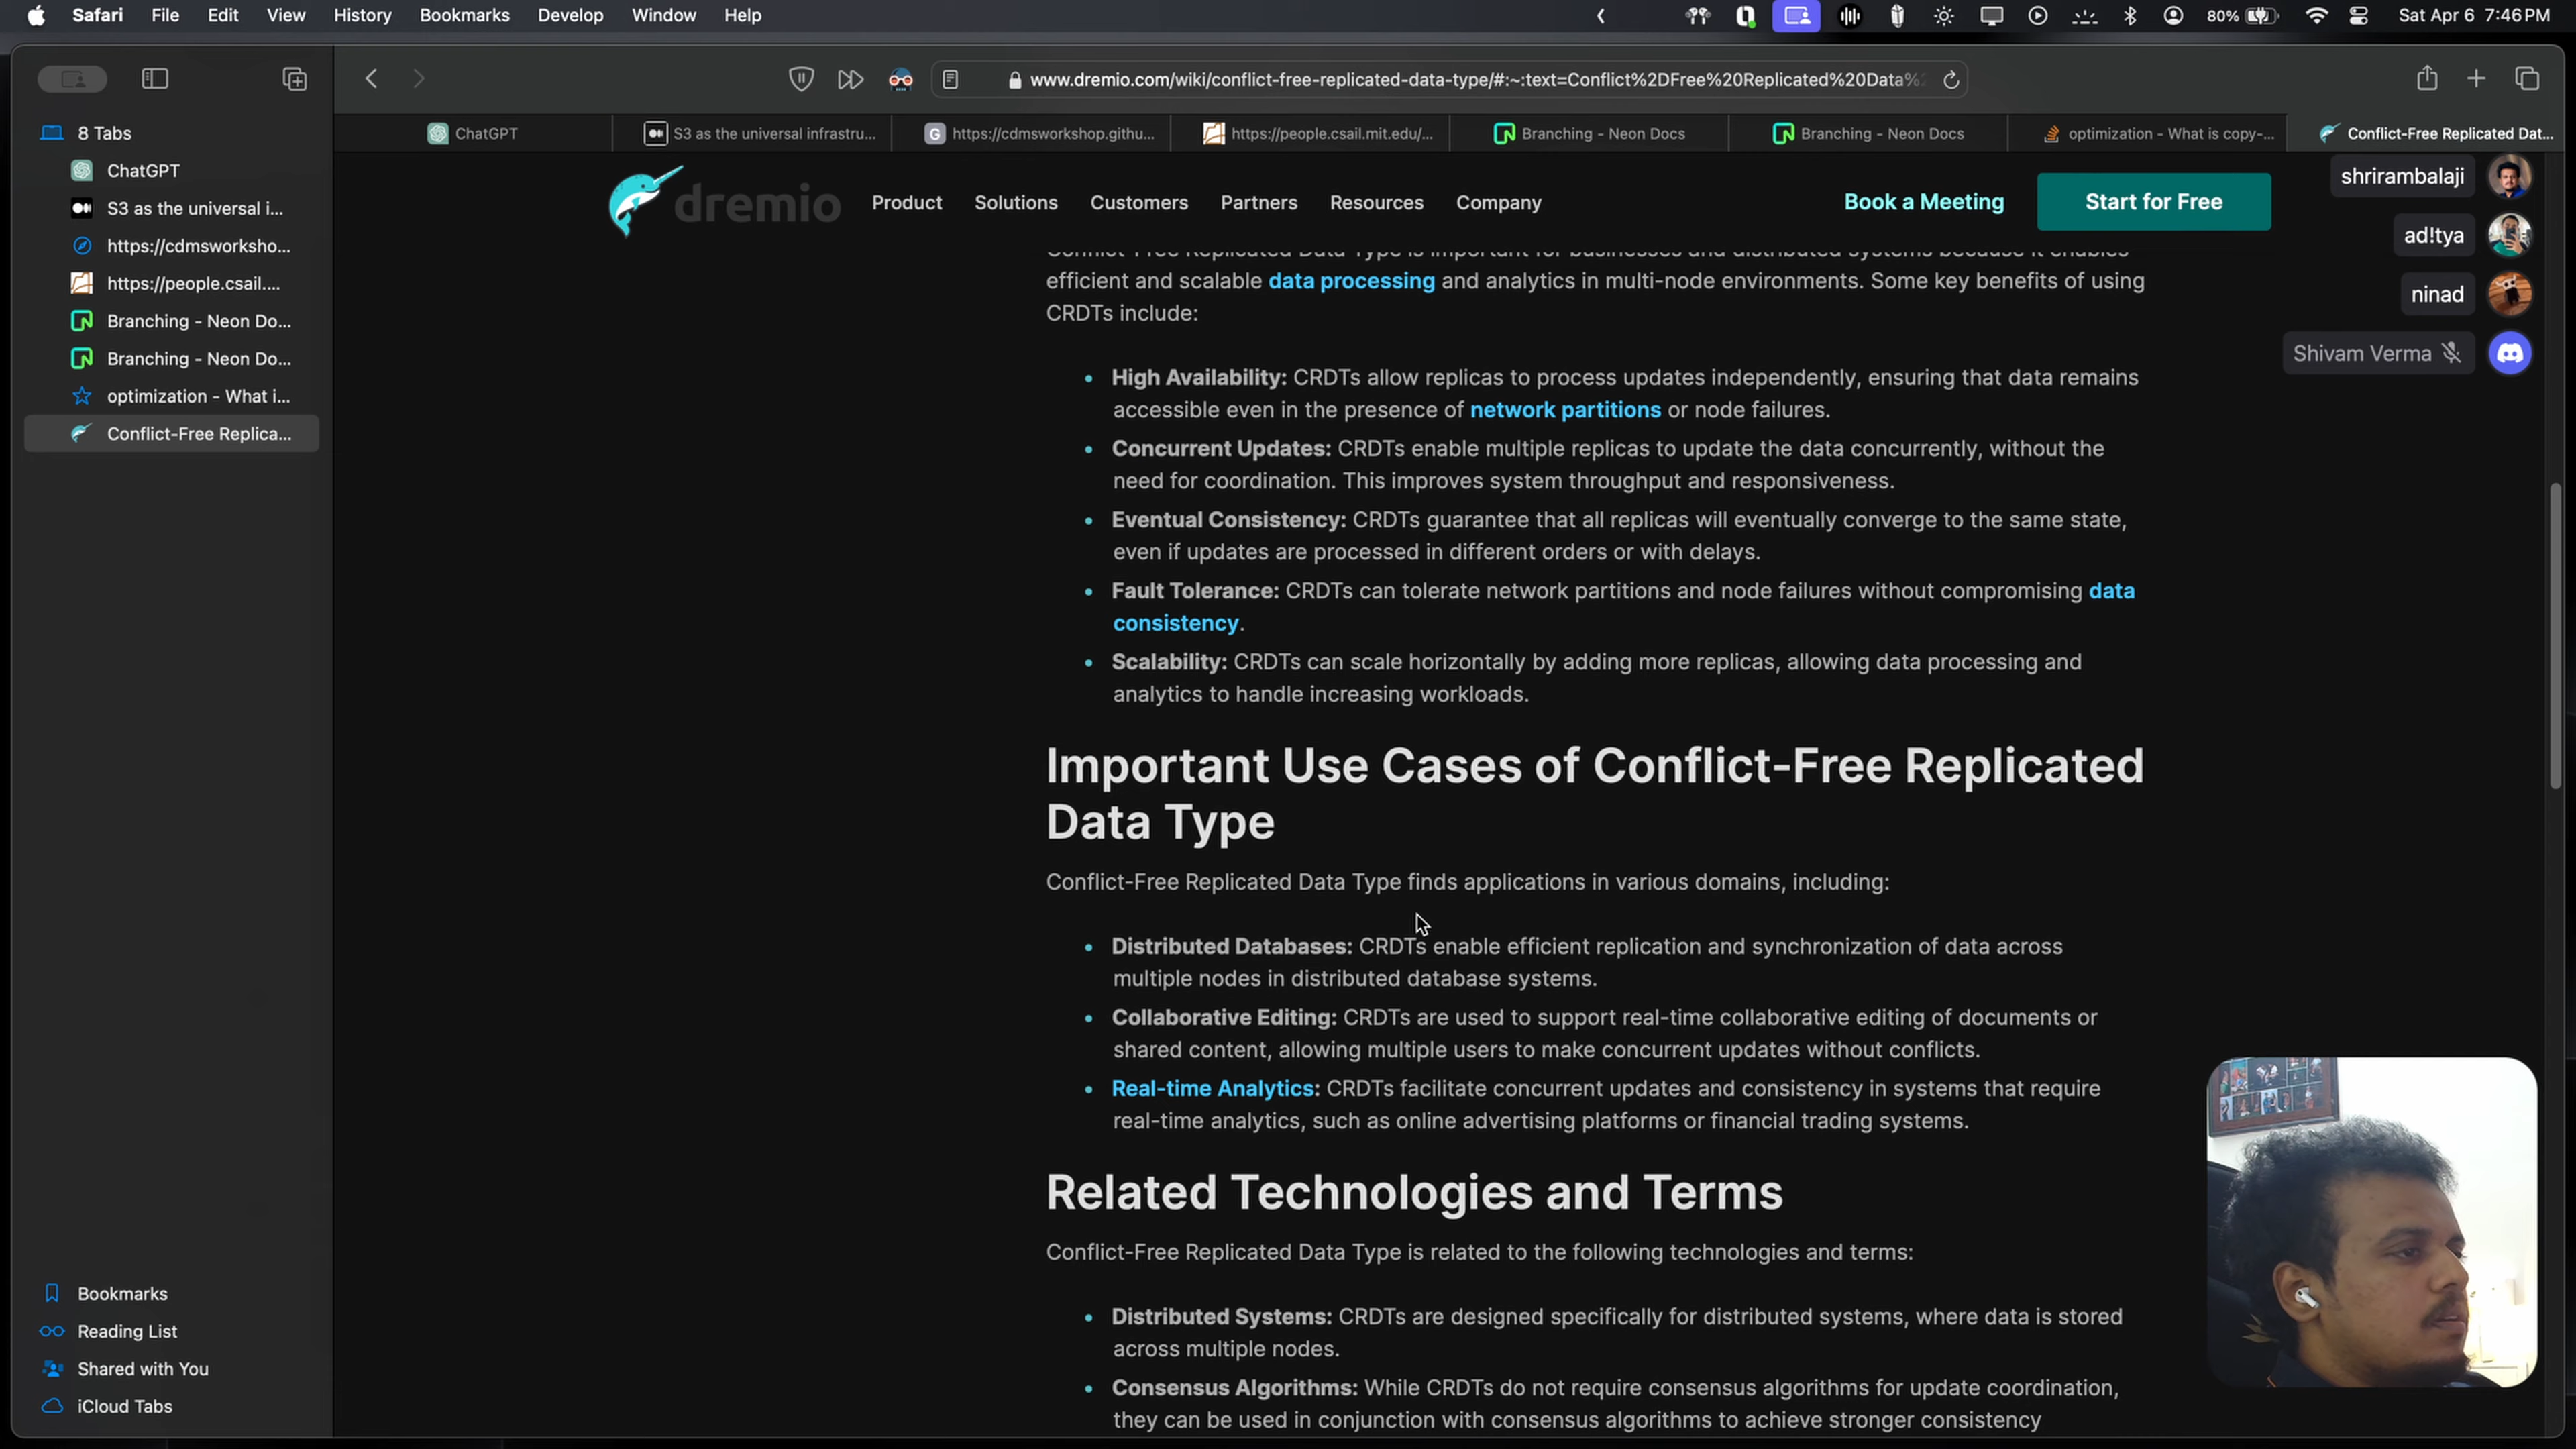 Safari File Edit View History Bookmarks Develop Window Help 80% Sat Apr 6 7:46 PM
www.dremio.com/wiki/conflict-free-replicated-data-type/#:~:text=Conflict%2DFree%20Replicated%20Data%2
8 Tabs
ChatGPT
S3 as the universal i...
https://cdmsworksho...
https://people.csail....
Branching - Neon Do...
Branching - Neon Do...
optimization - What i...
Conflict-Free Replica...
Bookmarks
Reading List
Shared with You
iCloud Tabs
ChatGPT S3 as the universal infrastru... https://cdmsworkshop.githu... https://people.csail.mit.edu/... Branching - Neon Docs Branching - Neon Docs optimization - What is copy-... Conflict-Free Replicated Dat...
dremio Product Solutions Customers Partners Resources Company Book a Meeting Start for Free
shrirambalaji
ad!tya
ninad
Shivam Verma
Conflict-Free Replicated Data Type is important for businesses and distributed systems because it enables
efficient and scalable data processing and analytics in multi-node environments. Some key benefits of using
CRDTs include:
• High Availability: CRDTs allow replicas to process updates independently, ensuring that data remains
accessible even in the presence of network partitions or node failures.
• Concurrent Updates: CRDTs enable multiple replicas to update the data concurrently, without the
need for coordination. This improves system throughput and responsiveness.
• Eventual Consistency: CRDTs guarantee that all replicas will eventually converge to the same state,
even if updates are processed in different orders or with delays.
• Fault Tolerance: CRDTs can tolerate network partitions and node failures without compromising data
consistency.
• Scalability: CRDTs can scale horizontally by adding more replicas, allowing data processing and
analytics to handle increasing workloads.
Important Use Cases of Conflict-Free Replicated
Data Type
Conflict-Free Replicated Data Type finds applications in various domains, including:
• Distributed Databases: CRDTs enable efficient replication and synchronization of data across
multiple nodes in distributed database systems.
• Collaborative Editing: CRDTs are used to support real-time collaborative editing of documents or
shared content, allowing multiple users to make concurrent updates without conflicts.
• Real-time Analytics: CRDTs facilitate concurrent updates and consistency in systems that require
real-time analytics, such as online advertising platforms or financial trading systems.
Related Technologies and Terms
Conflict-Free Replicated Data Type is related to the following technologies and terms:
• Distributed Systems: CRDTs are designed specifically for distributed systems, where data is stored
across multiple nodes.
• Consensus Algorithms: While CRDTs do not require consensus algorithms for update coordination,
they can be used in conjunction with consensus algorithms to achieve stronger consistency